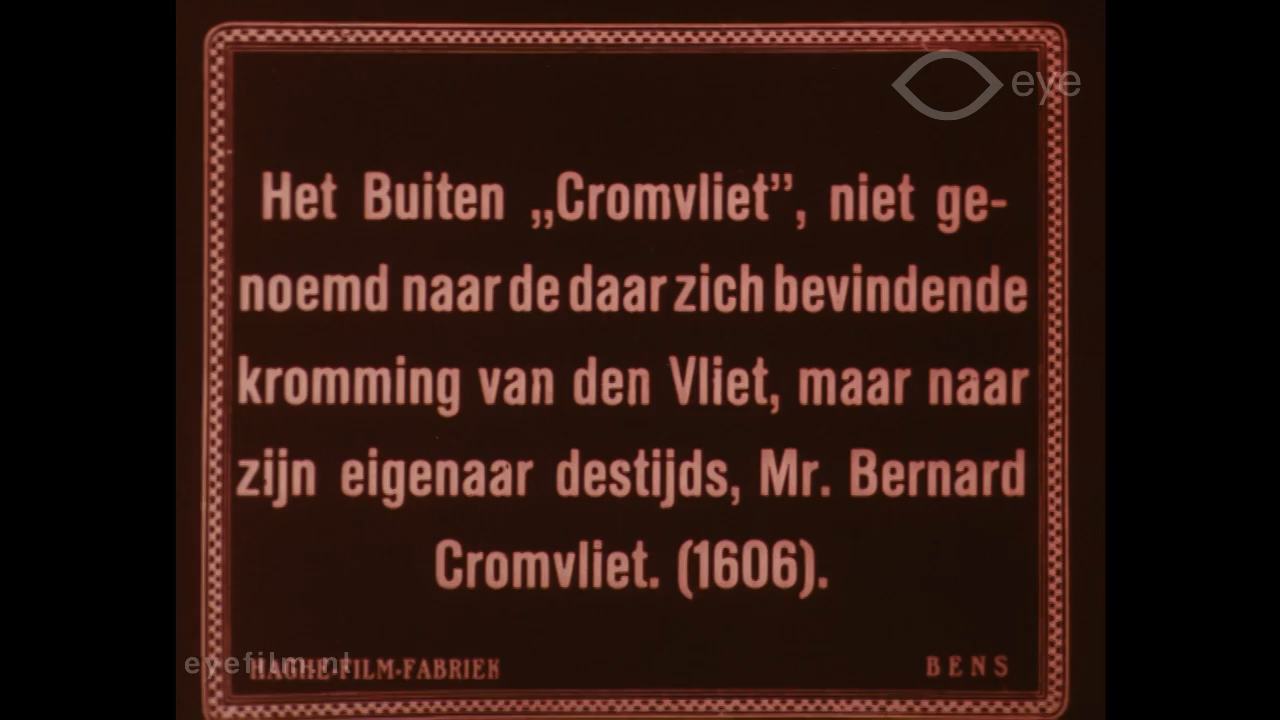 eye
Het Buiten „Cromvliet”, niet ge-
noemd naar de daar zich bevindende
kromming van den Vliet, maar naar
zijn eigenaar destijds, Mr. Bernard
Cromvliet. (1606).
eyefilm.nl
HAGHE-FILM-FABRIEK
BENS